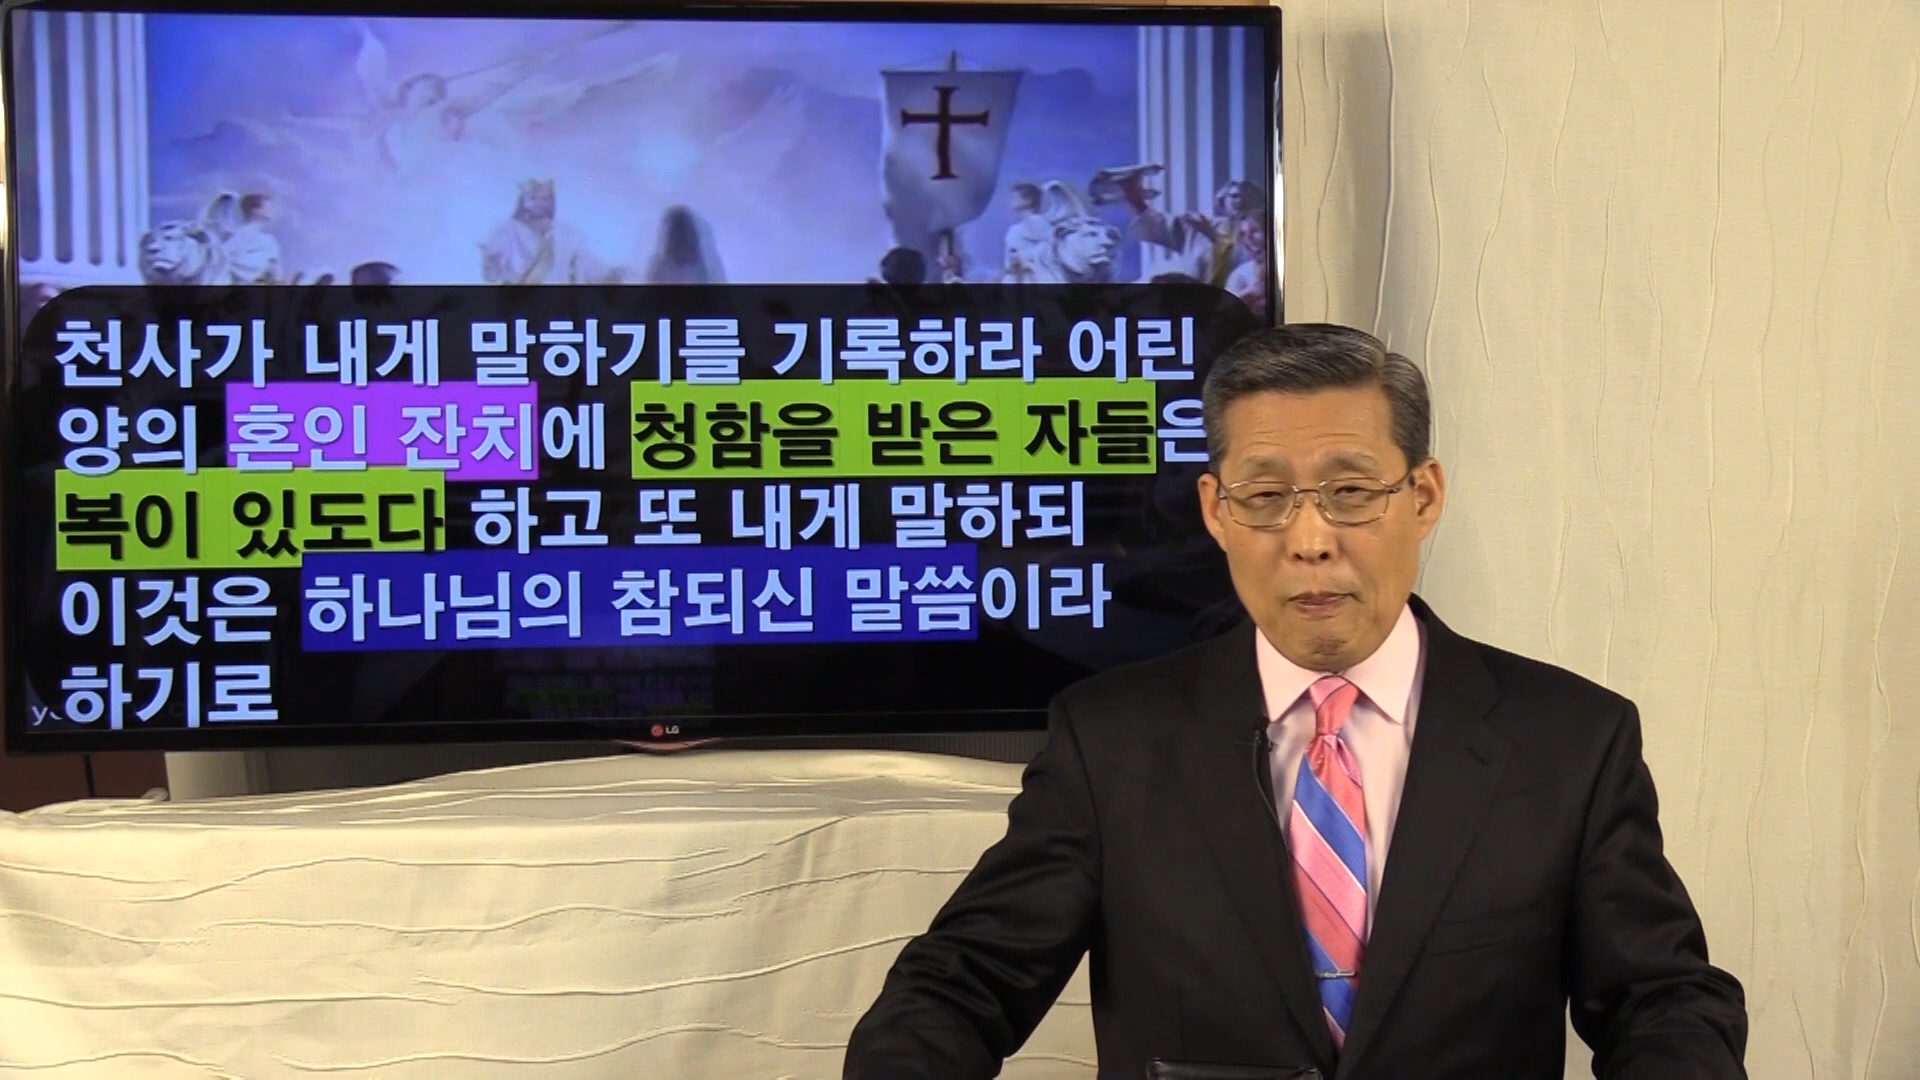 천사가 내게 말하기를 기록하라 어린
양의 혼인 잔치에 청함을 받은 자들은
복이 있도다 하고 또 내게 말하되
이것은 하나님의 참되신 말씀이라
하기로
LG